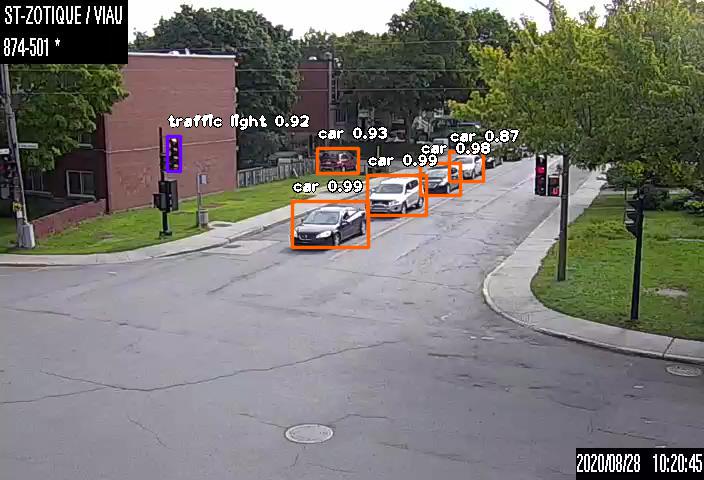 ST-ZOTIQUE / VIAU
874-501 *
traffic light 0.92
car 0.93
car 0.87
car 0.98
car 0.99
car 0.99
2020/08/28 10:20:45